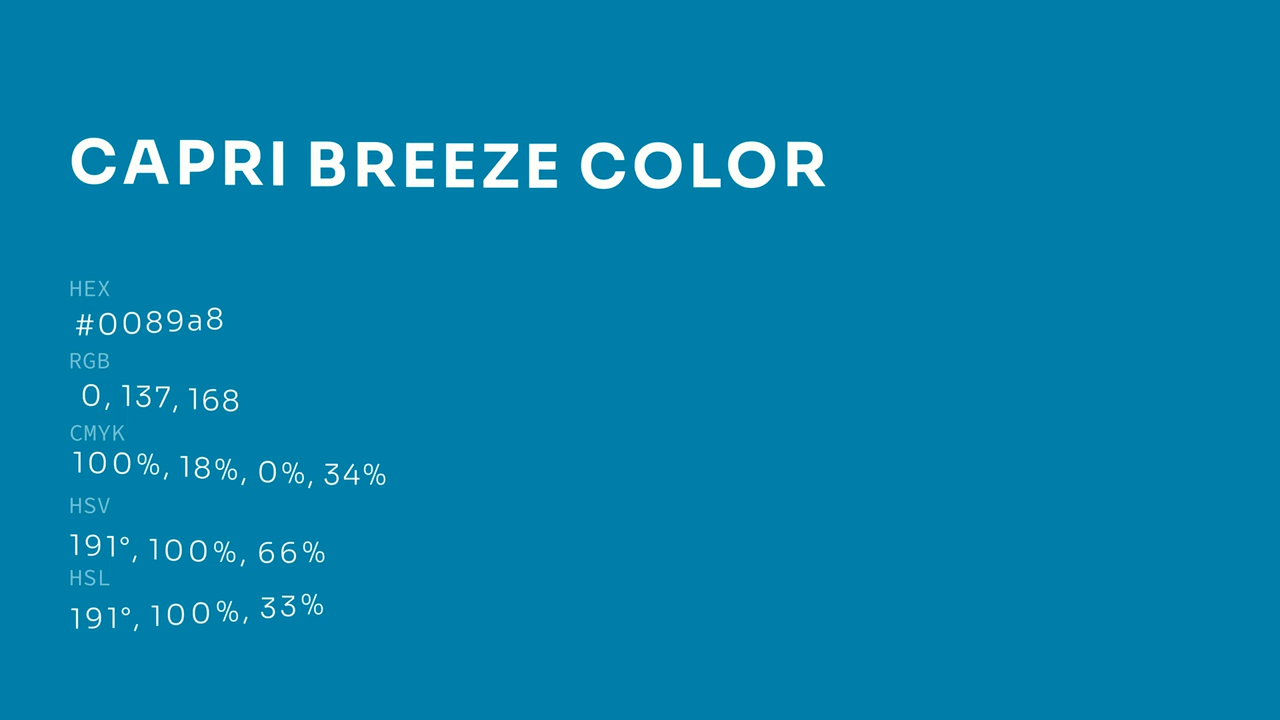 CAPRI BREEZE COLOR
HEX
#0089a8
RGB
0, 137, 168
CMYK
100%, 18%, 0%, 34%
HSV
191°, 100%, 66%
HSL
191°, 100%, 33%